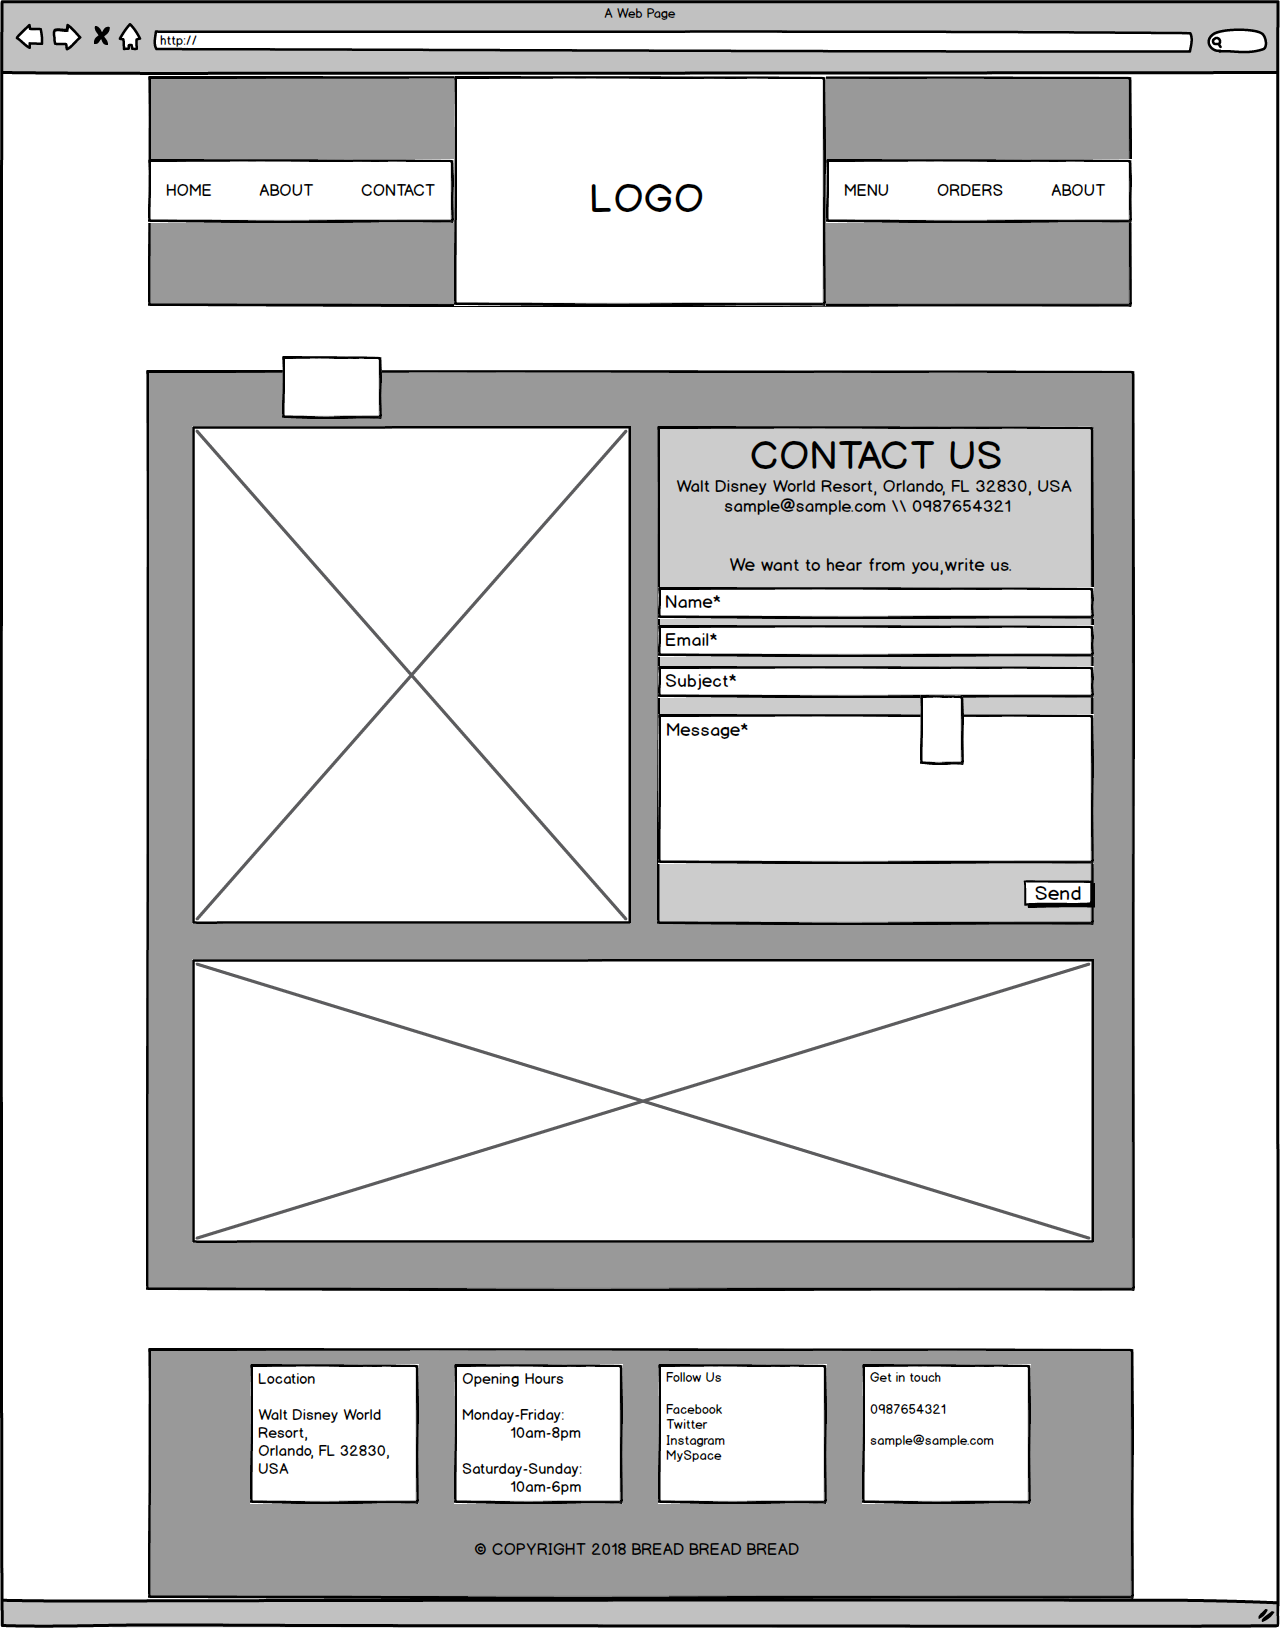 A Web Page
http://
HOME ABOUT CONTACT
LOGO
MENU ORDERS ABOUT
CONTACT US
Walt Disney World Resort, Orlando, FL 32830, USA
sample@sample.com \\ 0987654321
We want to hear from you,write us.
Name*
Email*
Subject*
Message*
Send
Location
Walt Disney World
Resort,
Orlando, FL 32830,
USA
Opening Hours
Monday-Friday:
10am-8pm
Saturday-Sunday:
10am-6pm
Follow Us
Facebook
Twitter
Instagram
MySpace
Get in touch
0987654321
sample@sample.com
© COPYRIGHT 2018 BREAD BREAD BREAD